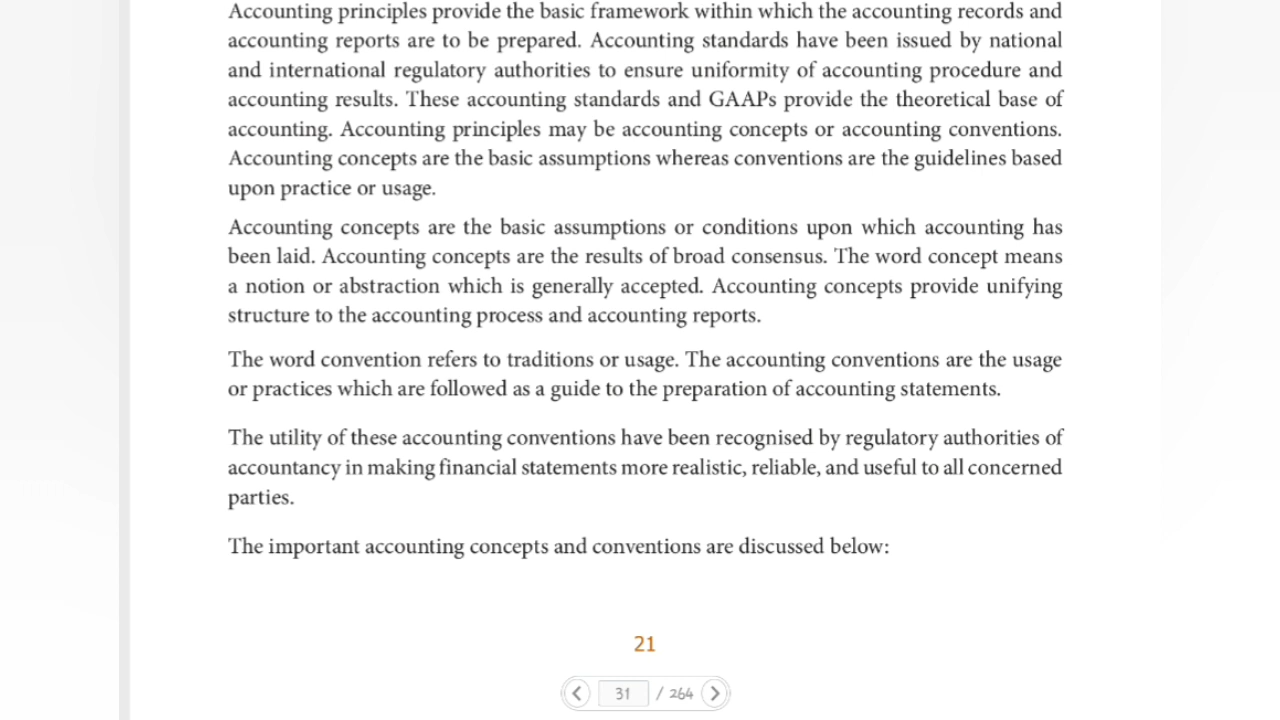 Accounting principles provide the basic framework within which the accounting records and
accounting reports are to be prepared. Accounting standards have been issued by national
and international regulatory authorities to ensure uniformity of accounting procedure and
accounting results. These accounting standards and GAAPs provide the theoretical base of
accounting. Accounting principles may be accounting concepts or accounting conventions.
Accounting concepts are the basic assumptions whereas conventions are the guidelines based
upon practice or usage.
Accounting concepts are the basic assumptions or conditions upon which accounting has
been laid. Accounting concepts are the results of broad consensus. The word concept means
a notion or abstraction which is generally accepted. Accounting concepts provide unifying
structure to the accounting process and accounting reports.
The word convention refers to traditions or usage. The accounting conventions are the usage
or practices which are followed as a guide to the preparation of accounting statements.
The utility of these accounting conventions have been recognised by regulatory authorities of
accountancy in making financial statements more realistic, reliable, and useful to all concerned
parties.
The important accounting concepts and conventions are discussed below:
21
31 / 264